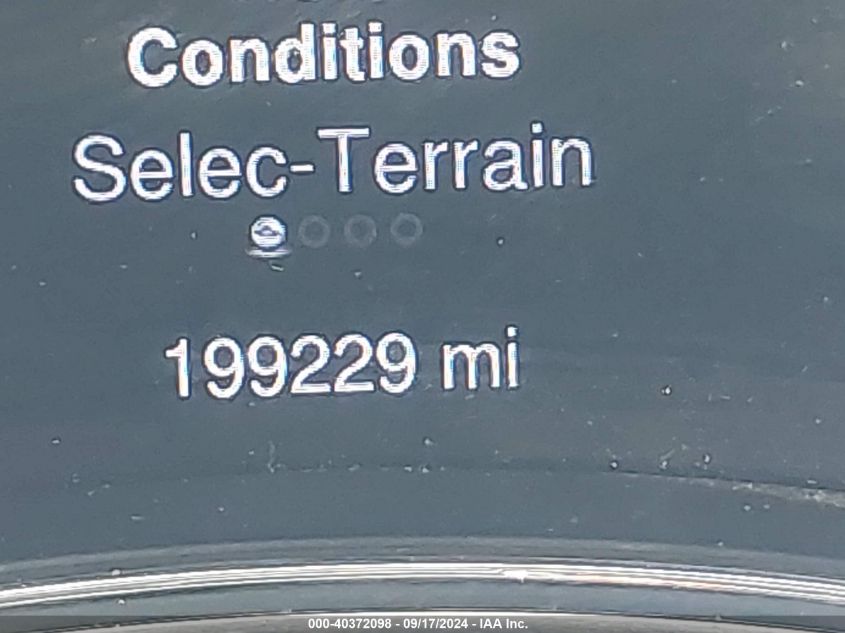 Conditions
Selec-Terrain
199229 mi
000-40372098 - 09/17/2024 - IAA Inc.